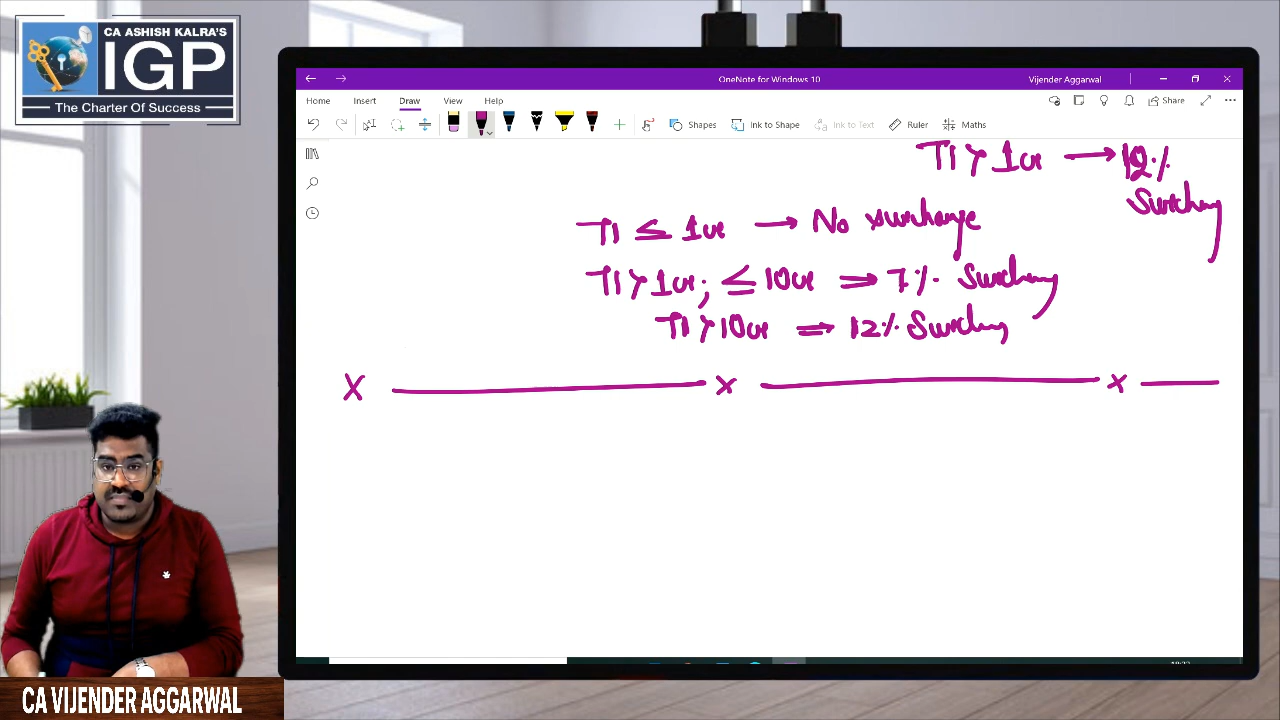 CA ASHISH KALRA'S
IGP
The Charter Of Success
OneNote for Windows 10
Vijender Aggarwal
Home Insert Draw View Help
Share
Shapes Ink to Shape Ink to Text Ruler Maths
TI > 1cr → 12%
Surcharge
TI ≤ 1cr → No surcharge
TI > 1cr; ≤ 10cr ⇒ 7% Surcharge
TI > 10cr ⇒ 12% Surcharge
X ——— X ——— X ———
CA VIJENDER AGGARWAL